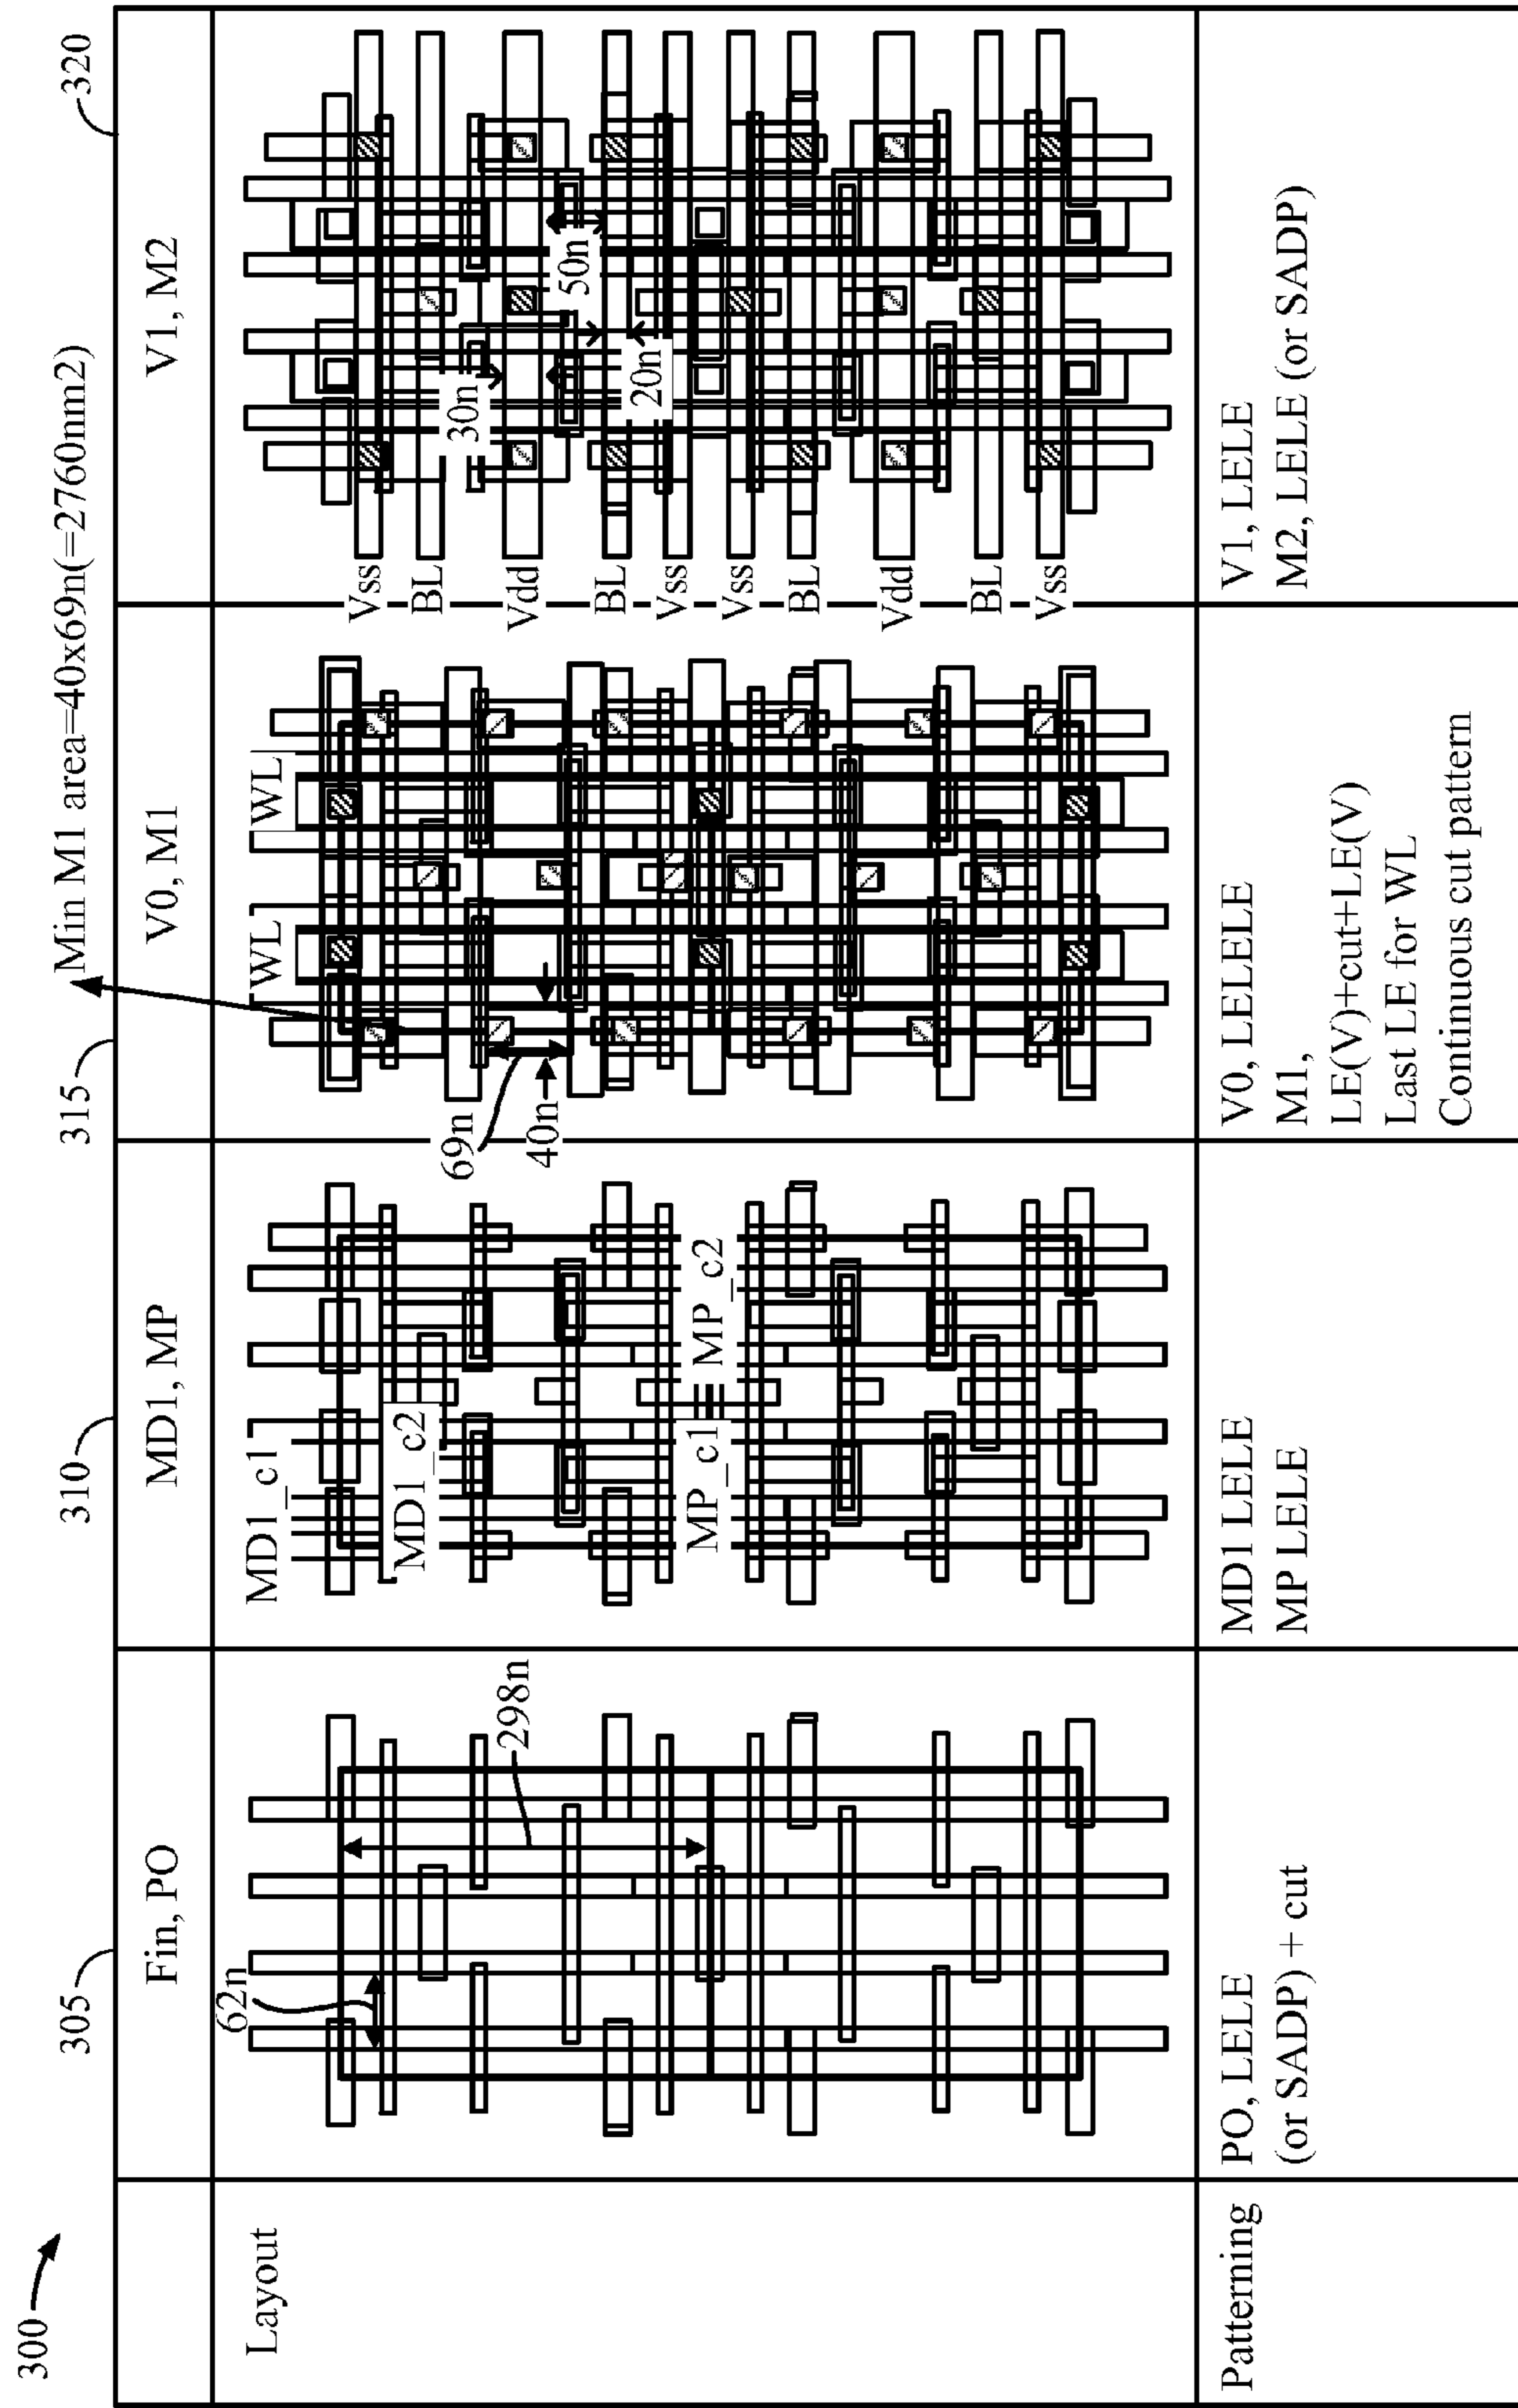 300
305
310
315
Min M1 area=40x69n(=2760nm2)
320
Fin, PO
MD1, MP
V0, M1
V1, M2
Layout
62n
298n
MD1_c1
MD1_c2
MP_c1
MP_c2
WL
WL
69n
40n
Vss
BL
Vdd
BL
Vss
Vss
BL
Vdd
BL
Vss
30n
50n
20n
Patterning
PO, LELE
(or SADP) + cut
MD1 LELE
MP LELE
V0, LELELE
M1,
LE(V)+cut+LE(V)
Last LE for WL
Continuous cut pattern
V1, LELE
M2, LELE (or SADP)